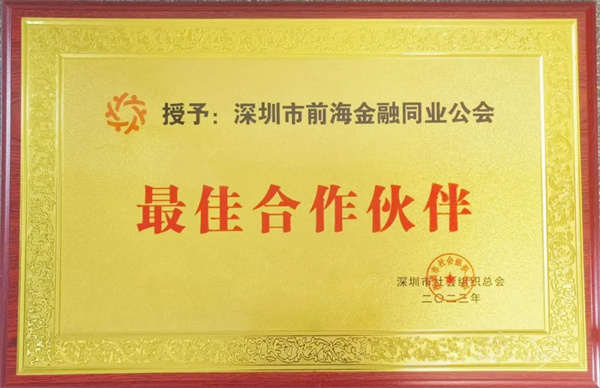 授予：深圳市前海金融同业公会
最佳合作伙伴
深圳市社会组织总会
二〇二三年